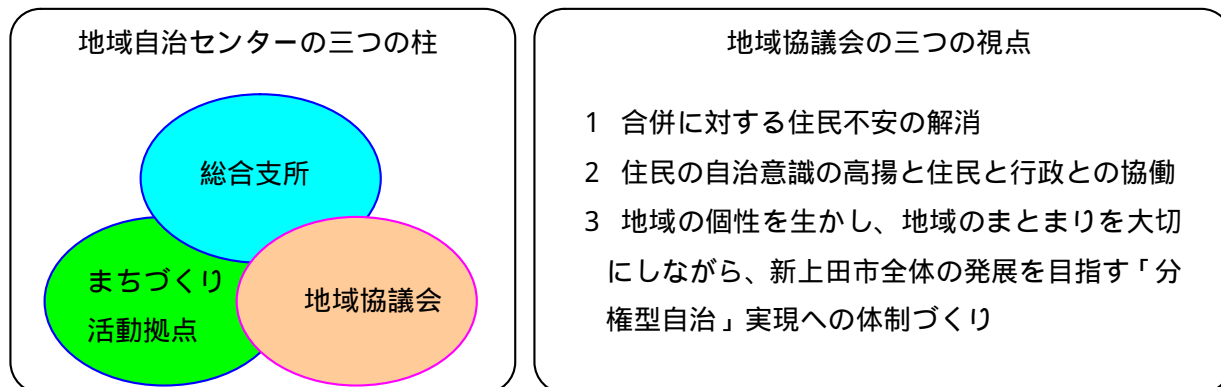 地域自治センターの三つの柱
総合支所
まちづくり
活動拠点
地域協議会
地域協議会の三つの視点
1 合併に対する住民不安の解消
2 住民の自治意識の高揚と住民と行政との協働
3 地域の個性を生かし、地域のまとまりを大切
にしながら、新上田市全体の発展を目指す「分
権型自治」実現への体制づくり